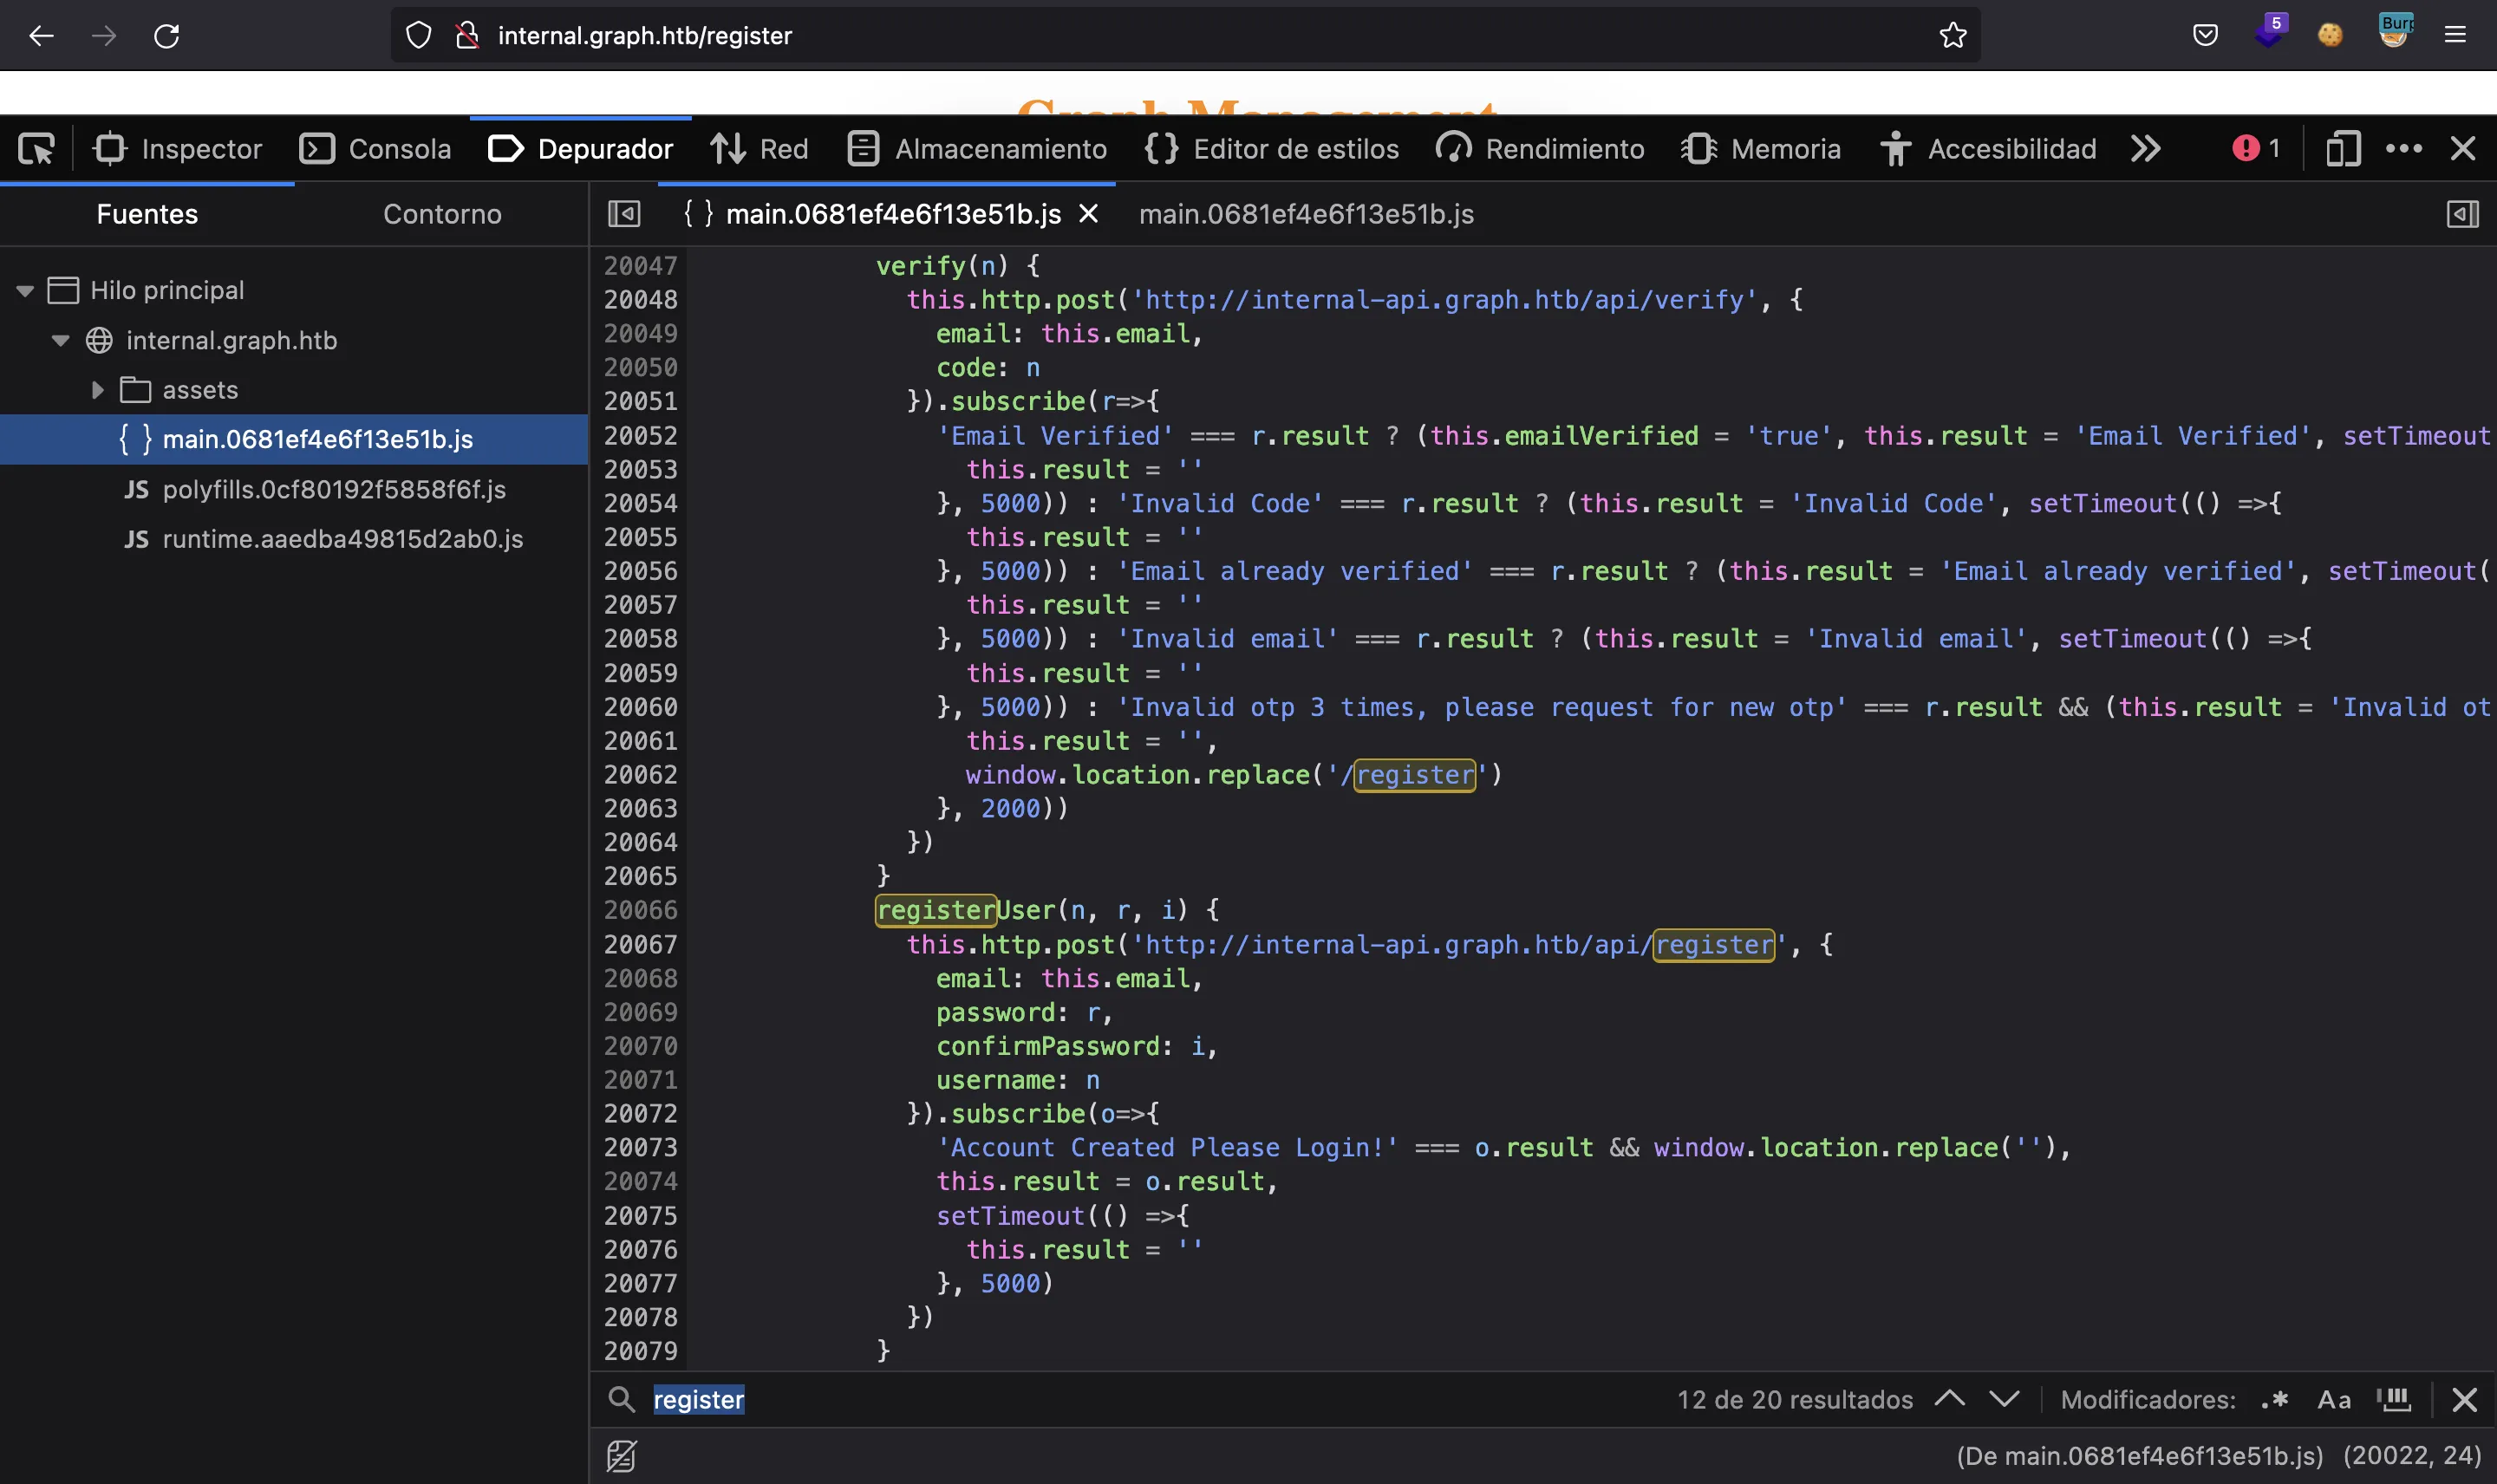 internal.graph.htb/register
5
Burp
Graph Management
Inspector
Consola
Depurador
Red
Almacenamiento
Editor de estilos
Rendimiento
Memoria
Accesibilidad
1
Fuentes
Contorno
{ } main.0681ef4e6f13e51b.js
main.0681ef4e6f13e51b.js
Hilo principal
internal.graph.htb
assets
{ } main.0681ef4e6f13e51b.js
JS polyfills.0cf80192f5858f6f.js
JS runtime.aaedba49815d2ab0.js
20047 verify(n) {
20048 this.http.post('http://internal-api.graph.htb/api/verify', {
20049 email: this.email,
20050 code: n
20051 }).subscribe(r=>{
20052 'Email Verified' === r.result ? (this.emailVerified = 'true', this.result = 'Email Verified', setTimeout
20053 this.result = ''
20054 }, 5000)) : 'Invalid Code' === r.result ? (this.result = 'Invalid Code', setTimeout(() =>{
20055 this.result = ''
20056 }, 5000)) : 'Email already verified' === r.result ? (this.result = 'Email already verified', setTimeout(
20057 this.result = ''
20058 }, 5000)) : 'Invalid email' === r.result ? (this.result = 'Invalid email', setTimeout(() =>{
20059 this.result = ''
20060 }, 5000)) : 'Invalid otp 3 times, please request for new otp' === r.result && (this.result = 'Invalid ot
20061 this.result = '',
20062 window.location.replace('/register')
20063 }, 2000))
20064 })
20065 }
20066 registerUser(n, r, i) {
20067 this.http.post('http://internal-api.graph.htb/api/register', {
20068 email: this.email,
20069 password: r,
20070 confirmPassword: i,
20071 username: n
20072 }).subscribe(o=>{
20073 'Account Created Please Login!' === o.result && window.location.replace(''),
20074 this.result = o.result,
20075 setTimeout(() =>{
20076 this.result = ''
20077 }, 5000)
20078 })
20079 }
register
12 de 20 resultados
Modificadores:
.*
Aa
(De main.0681ef4e6f13e51b.js) (20022, 24)